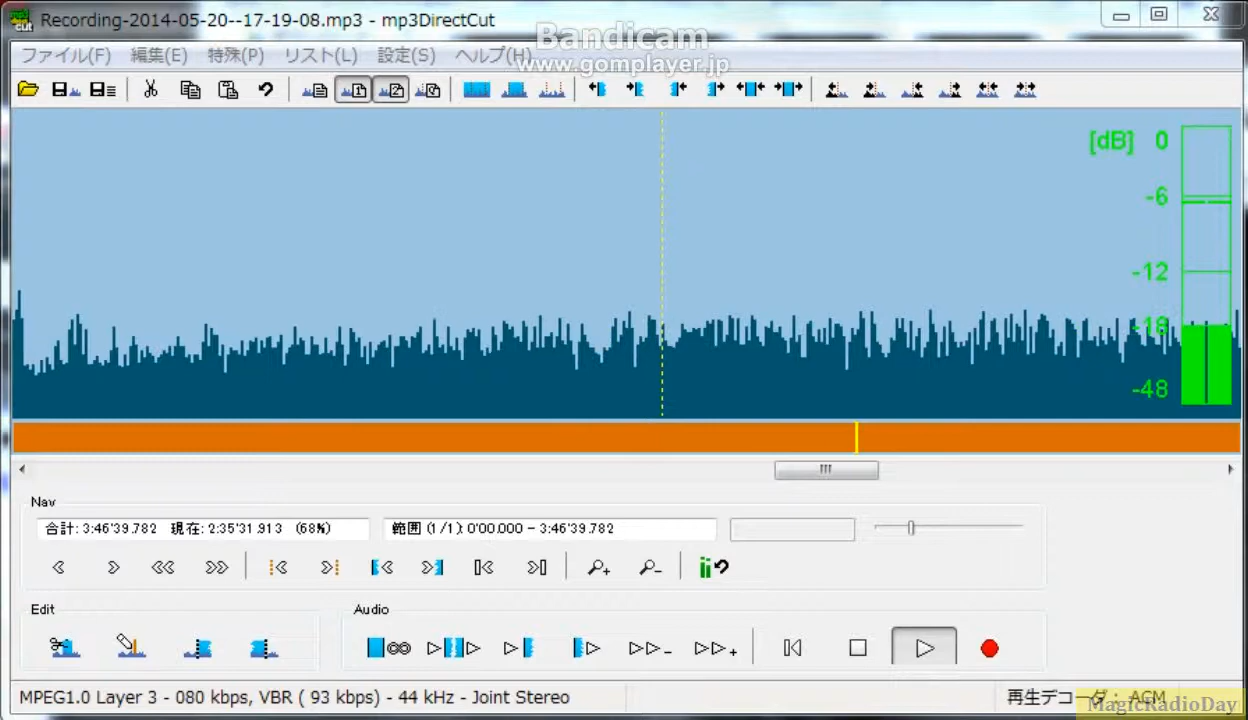 Recording-2014-05-20--17-19-08.mp3 - mp3DirectCut
Bandicam
www.gomplayer.jp
ファイル(F) 編集(E) 特殊(P) リスト(L) 設定(S) ヘルプ(H)
[dB] 0
-6
-12
-18
-48
Nav
合計: 3:46'39.782 現在: 2:35'31.913 (68%)
範囲 (1/1): 0'00.000 - 3:46'39.782
Edit
Audio
MPEG1.0 Layer 3 - 080 kbps, VBR ( 93 kbps) - 44 kHz - Joint Stereo
再生デコーダ : ACM
MagicRadioDay